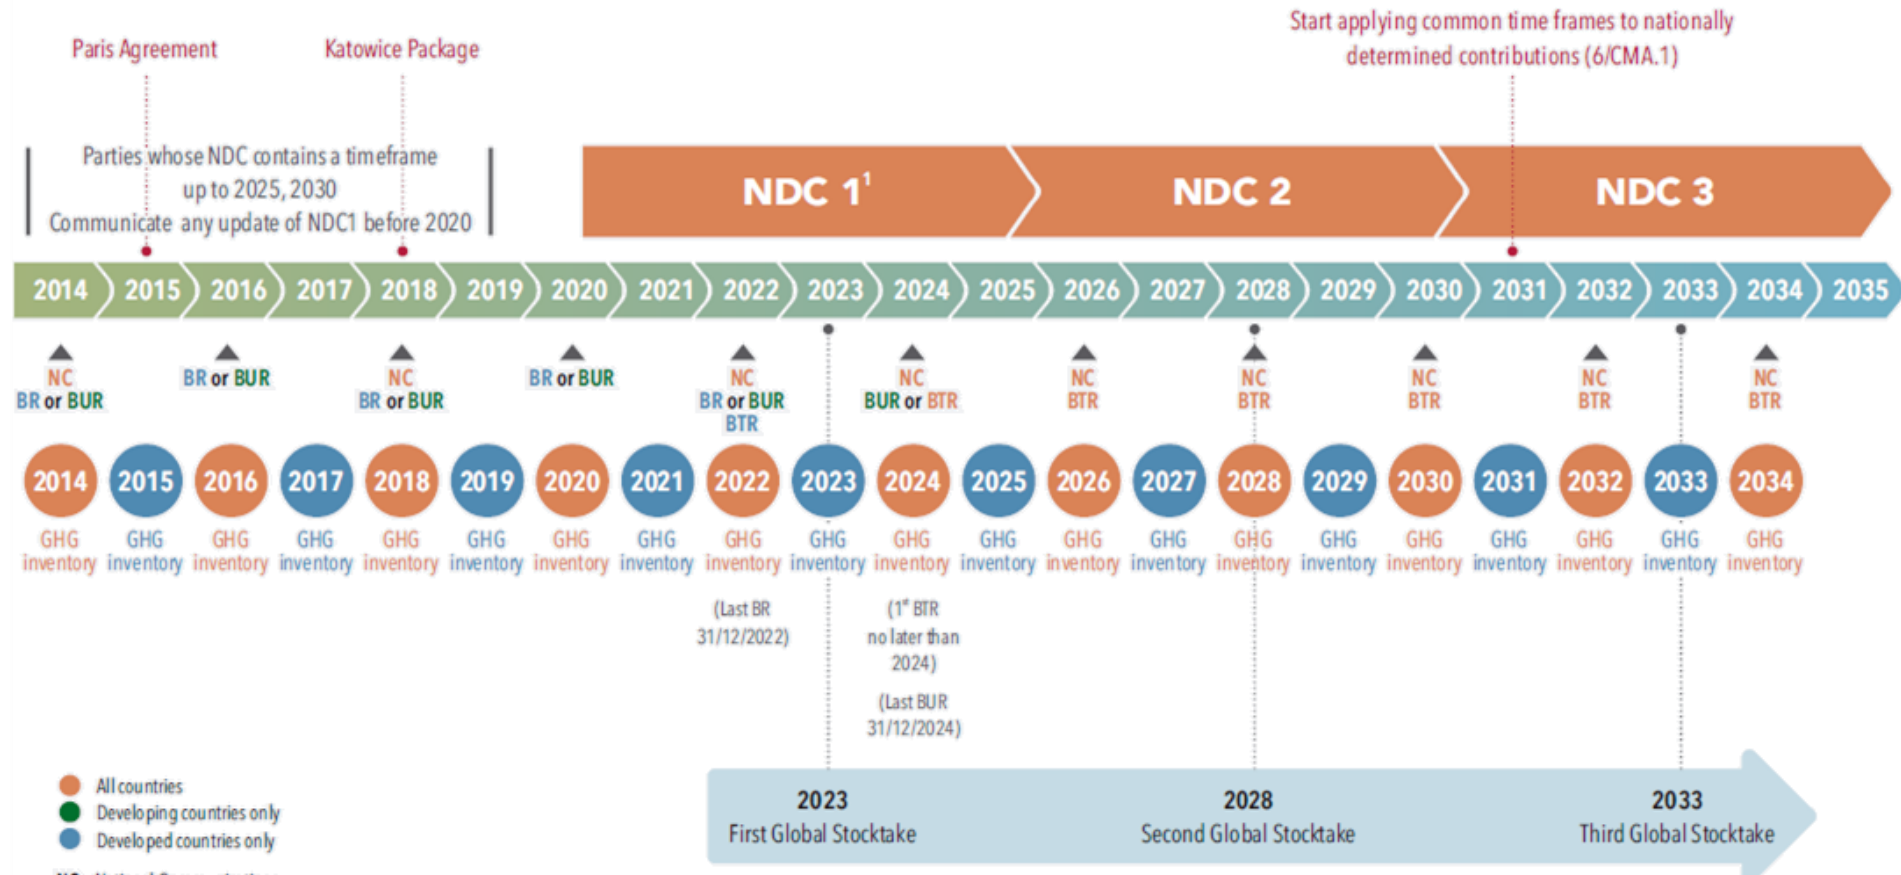 Start applying common time frames to nationally
determined contributions (6/CMA.1)
Paris Agreement
Katowice Package
Parties whose NDC contains a timeframe
up to 2025, 2030
Communicate any update of NDC1 before 2020
NDC 1¹
NDC 2
NDC 3
2014 2015 2016 2017 2018 2019 2020 2021 2022 2023 2024 2025 2026 2027 2028 2029 2030 2031 2032 2033 2034 2035
NC
BR or BUR
BR or BUR
NC
BR or BUR
BR or BUR
NC
BR or BUR
BTR
NC
BUR or BTR
NC
BTR
NC
BTR
NC
BTR
NC
BTR
NC
BTR
2014 2015 2016 2017 2018 2019 2020 2021 2022 2023 2024 2025 2026 2027 2028 2029 2030 2031 2032 2033 2034
GHG GHG GHG GHG GHG GHG GHG GHG GHG GHG GHG GHG GHG GHG GHG GHG GHG GHG GHG GHG GHG
inventory inventory inventory inventory inventory inventory inventory inventory inventory inventory inventory inventory inventory inventory inventory inventory inventory inventory inventory inventory inventory
(Last BR
31/12/2022)
(1st BTR
no later than
2024)
(Last BUR
31/12/2024)
All countries
Developing countries only
Developed countries only
2023
First Global Stocktake
2028
Second Global Stocktake
2033
Third Global Stocktake